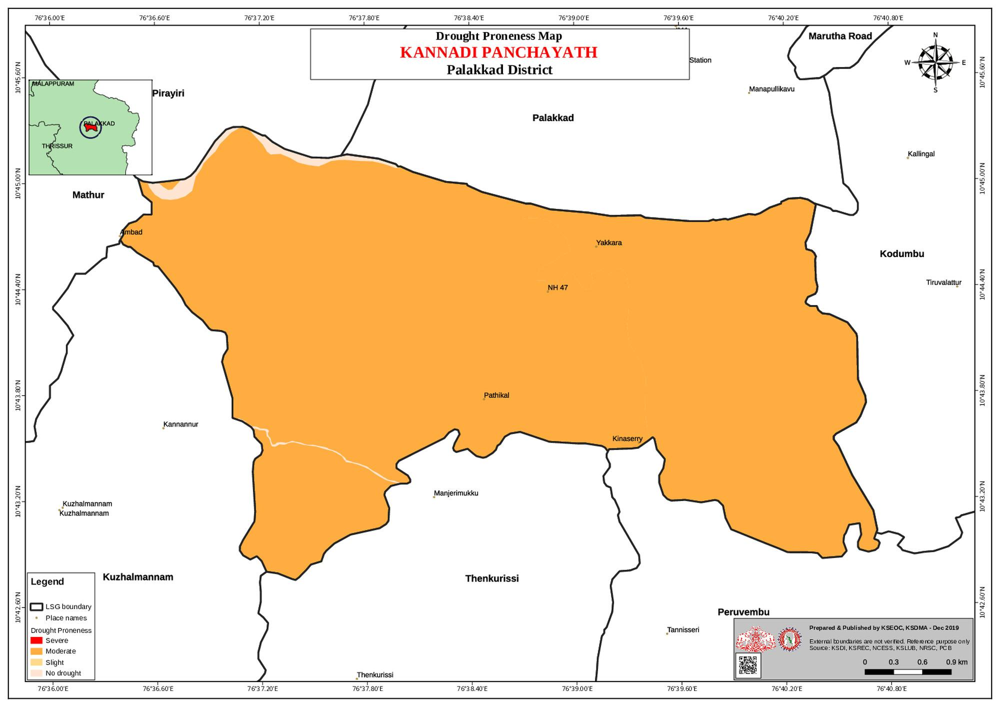 76°36.00'E 76°36.60'E 76°37.20'E 76°37.80'E 76°38.40'E 76°39.00'E 76°39.60'E 76°40.20'E 76°40.80'E
Drought Proneness Map
KANNADI PANCHAYATH
Palakkad District
Marutha Road
N
W E
S
Station
10°45.60'N
10°45.60'N
MALAPPURAM
PALAKKAD
THRISSUR
Pirayiri
Manapullikavu
Palakkad
Kallingal
10°45.00'N
10°45.00'N
Mathur
Ambad
Yakkara
Kodumbu
NH 47
Tiruvalattur
10°44.40'N
10°44.40'N
Pathikal
10°43.80'N
10°43.80'N
Kannannur
Kinaserry
Manjerimukku
10°43.20'N
10°43.20'N
Kuzhalmannam
Kuzhalmannam
Kuzhalmannam
Thenkurissi
Peruvembu
10°42.60'N
10°42.60'N
Tannisseri
Thenkurissi
Legend
LSG boundary
Place names
Drought Proneness
Severe
Moderate
Slight
No drought
Prepared & Published by KSEOC, KSDMA - Dec 2019
External boundaries are not verified. Reference purpose only
Source: KSDI, KSREC, NCESS, KSLUB, NRSC, PCB
0 0.3 0.6 0.9 km
76°36.00'E 76°36.60'E 76°37.20'E 76°37.80'E 76°38.40'E 76°39.00'E 76°39.60'E 76°40.20'E 76°40.80'E